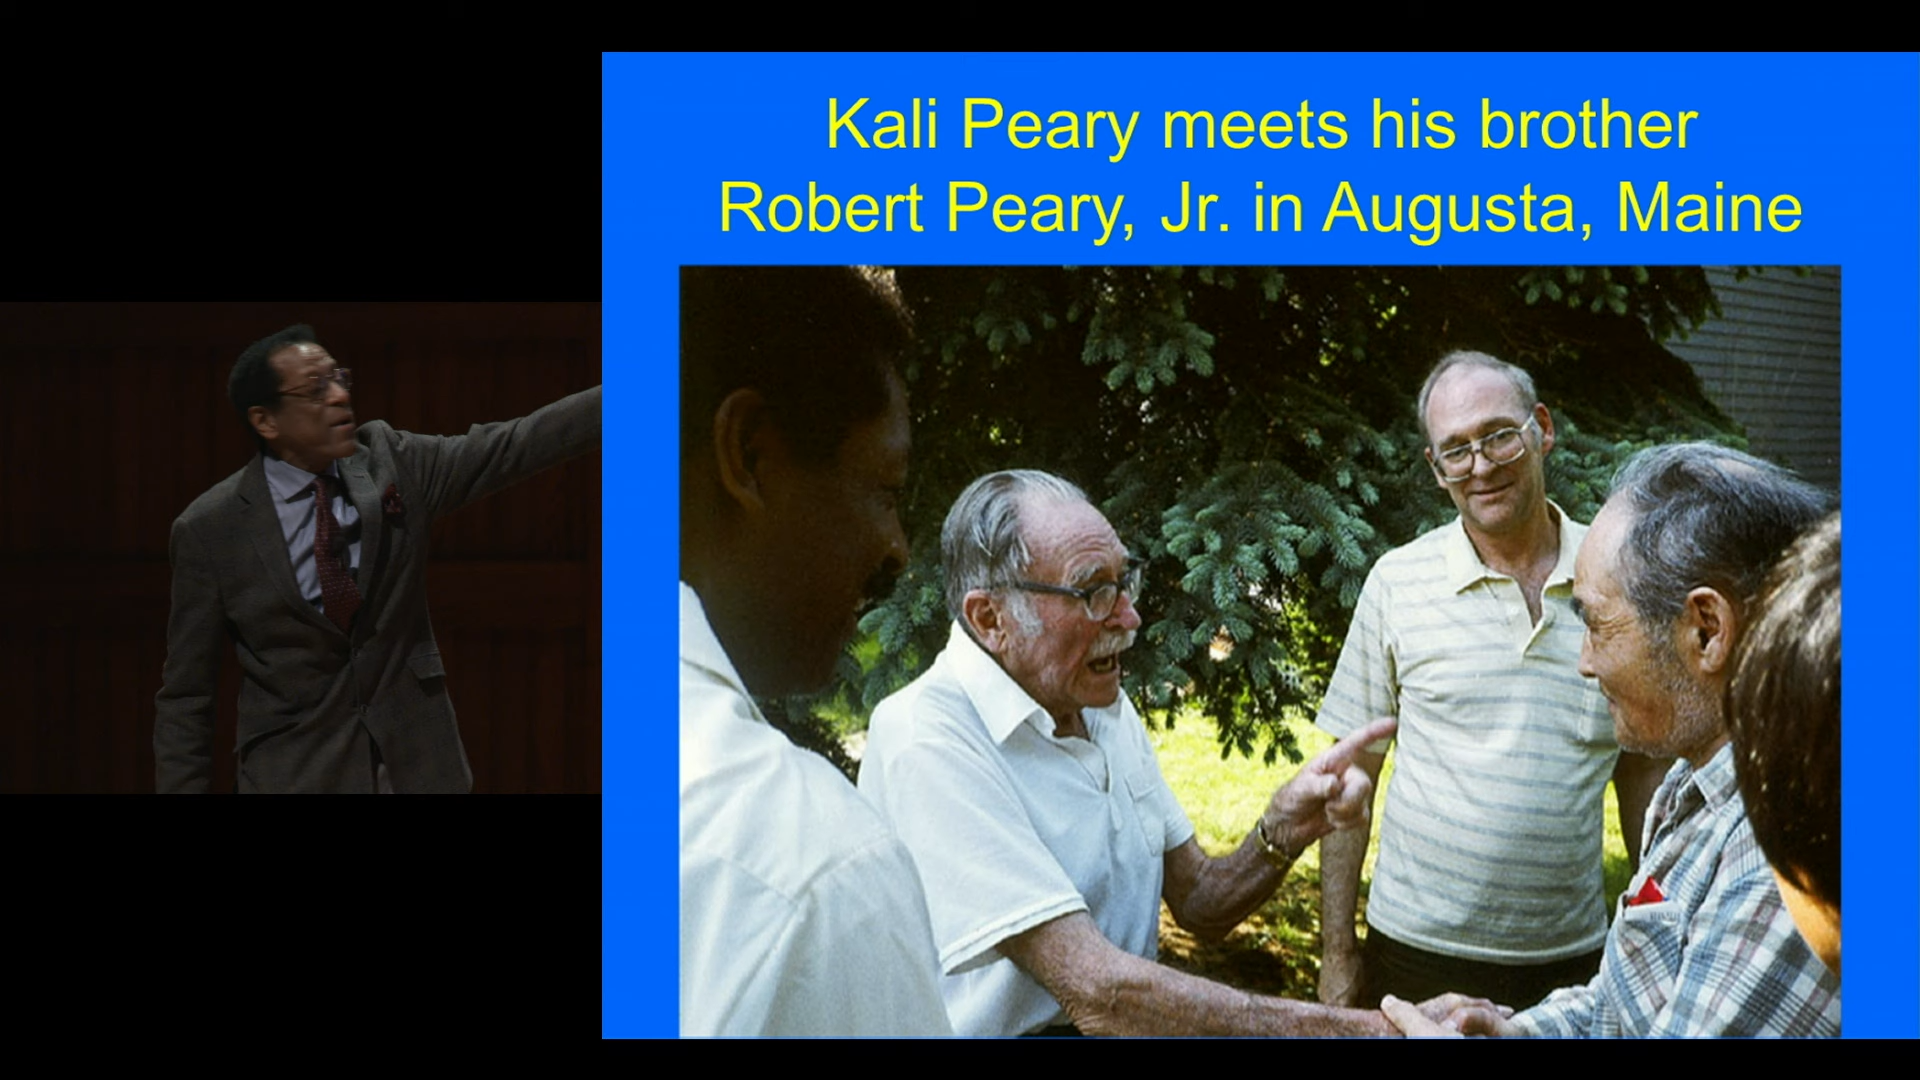 Kali Peary meets his brother
Robert Peary, Jr. in Augusta, Maine